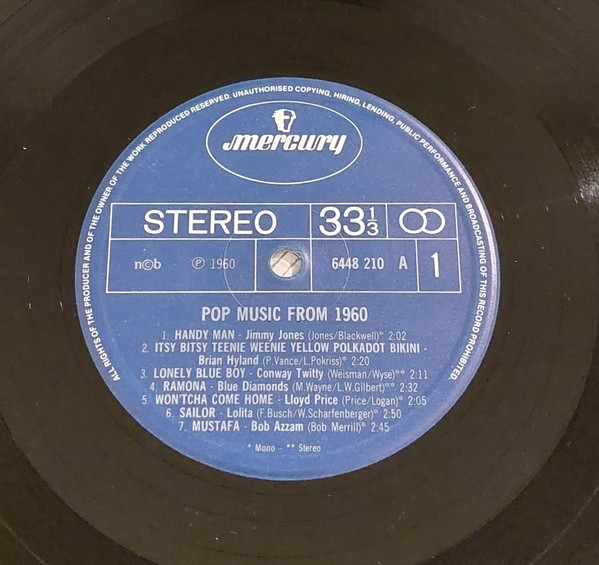 ALL RIGHTS OF THE PRODUCER AND OF THE OWNER OF THE WORK REPRODUCED RESERVED. UNAUTHORISED COPYING, HIRING, LENDING, PUBLIC PERFORMANCE AND BROADCASTING OF THIS RECORD PROHIBITED.
mercury
STEREO 33 1/3
n©b ℗ 1960 6448 210 A 1
POP MUSIC FROM 1960
1. HANDY MAN - Jimmy Jones (Jones/Blackwell)* 2:02
2. ITSY BITSY TEENIE WEENIE YELLOW POLKADOT BIKINI -
Brian Hyland (P.Vance/L.Pokriss)* 2:20
3. LONELY BLUE BOY - Conway Twitty (Weisman/Wyse)** 2:11
4. RAMONA - Blue Diamonds (M.Wayne/L.W.Gilbert)** 2:32
5. WON'TCHA COME HOME - Lloyd Price (Price/Logan)* 2:05
6. SAILOR - Lolita (F.Busch/W.Scharfenberger)* 2:50
7. MUSTAFA - Bob Azzam (Bob Merrill)* 2:45
* Mono - ** Stereo